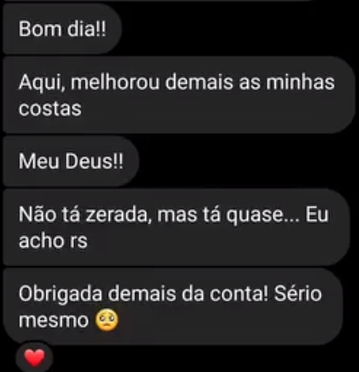 Bom dia!!
Aqui, melhorou demais as minhas
costas
Meu Deus!!
Não tá zerada, mas tá quase... Eu
acho rs
Obrigada demais da conta! Sério
mesmo 🥺